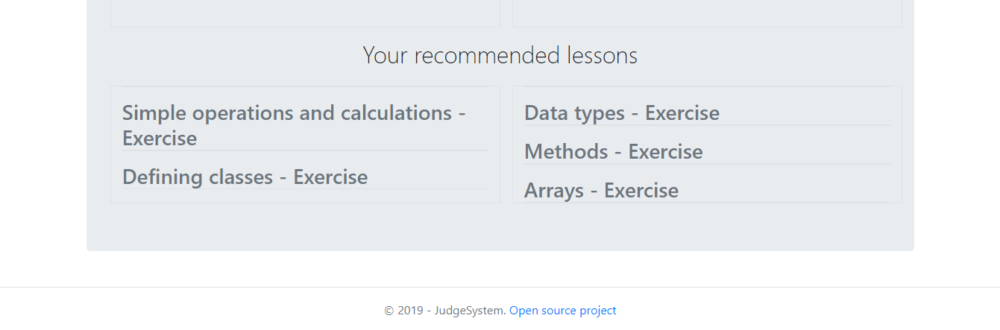 Your recommended lessons
Simple operations and calculations -
Exercise
Defining classes - Exercise
Data types - Exercise
Methods - Exercise
Arrays - Exercise
© 2019 - JudgeSystem. Open source project